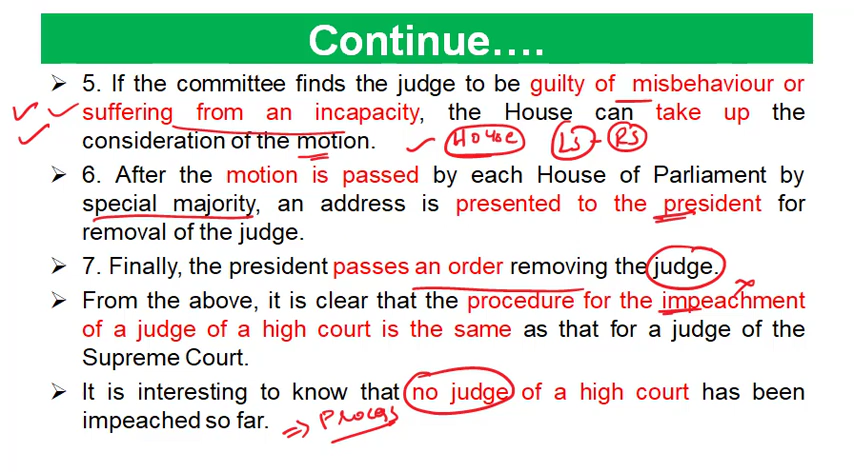 Continue….
➢ 5. If the committee finds the judge to be guilty of misbehaviour or
suffering from an incapacity, the House can take up the
consideration of the motion. House LS - RS
➢ 6. After the motion is passed by each House of Parliament by
special majority, an address is presented to the president for
removal of the judge.
➢ 7. Finally, the president passes an order removing the judge.
➢ From the above, it is clear that the procedure for the impeachment
of a judge of a high court is the same as that for a judge of the
Supreme Court.
➢ It is interesting to know that no judge of a high court has been
impeached so far. ⇒ Process